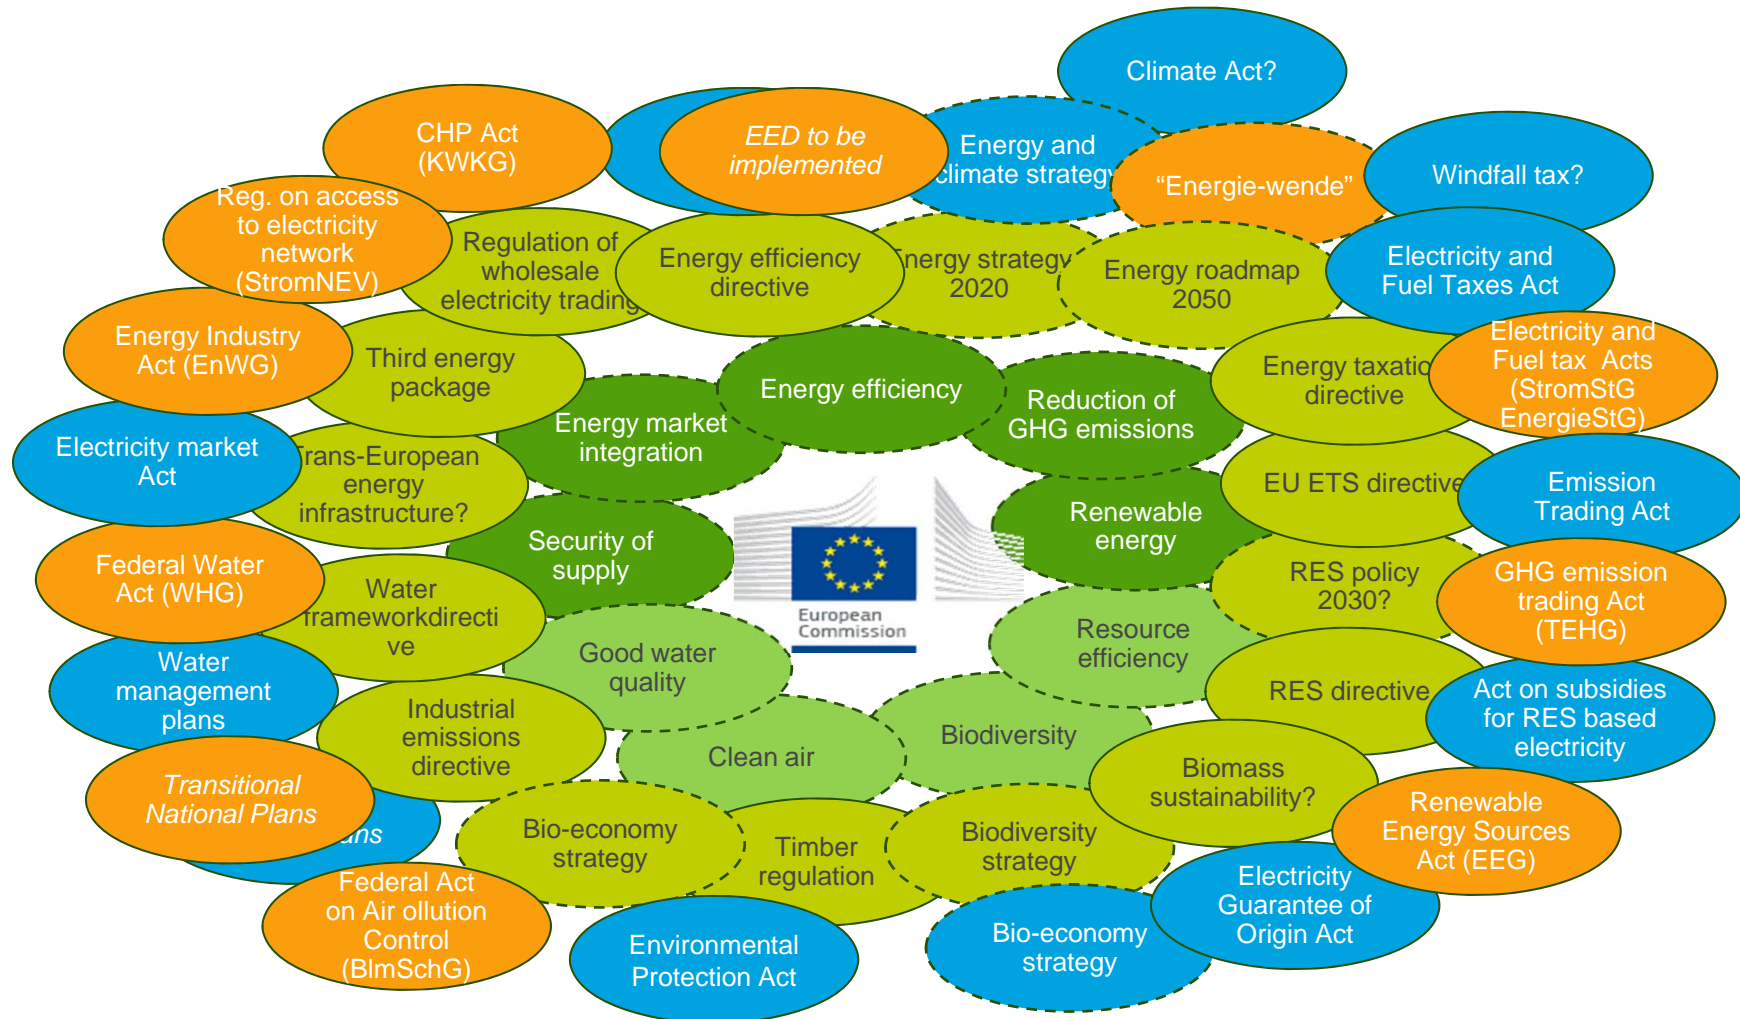 Climate Act?
CHP Act
(KWKG)
EED to be
implemented
Energy and
climate strategy
“Energie-wende”
Windfall tax?
Reg. on access
to electricity
network
(StromNEV)
Regulation of
wholesale
electricity trading
Energy efficiency
directive
Energy strategy
2020
Energy roadmap
2050
Electricity and
Fuel Taxes Act
Energy Industry
Act (EnWG)
Third energy
package
Energy efficiency
Reduction of
GHG emissions
Energy taxation
directive
Electricity and
Fuel tax Acts
(StromStG
EnergieStG)
Energy market
integration
Electricity market
Act
Trans-European
energy
infrastructure?
EU ETS directive
Emission
Trading Act
Security of
supply
Renewable
energy
Federal Water
Act (WHG)
Water
frameworkdirecti
ve
European
Commission
RES policy
2030?
GHG emission
trading Act
(TEHG)
Good water
quality
Resource
efficiency
Water
management
plans
Industrial
emissions
directive
Clean air
Biodiversity
RES directive
Act on subsidies
for RES based
electricity
Transitional
National Plans
ans
Bio-economy
strategy
Timber
regulation
Biodiversity
strategy
Biomass
sustainability?
Renewable
Energy Sources
Act (EEG)
Federal Act
on Air ollution
Control
(BlmSchG)
Environmental
Protection Act
Bio-economy
strategy
Electricity
Guarantee of
Origin Act